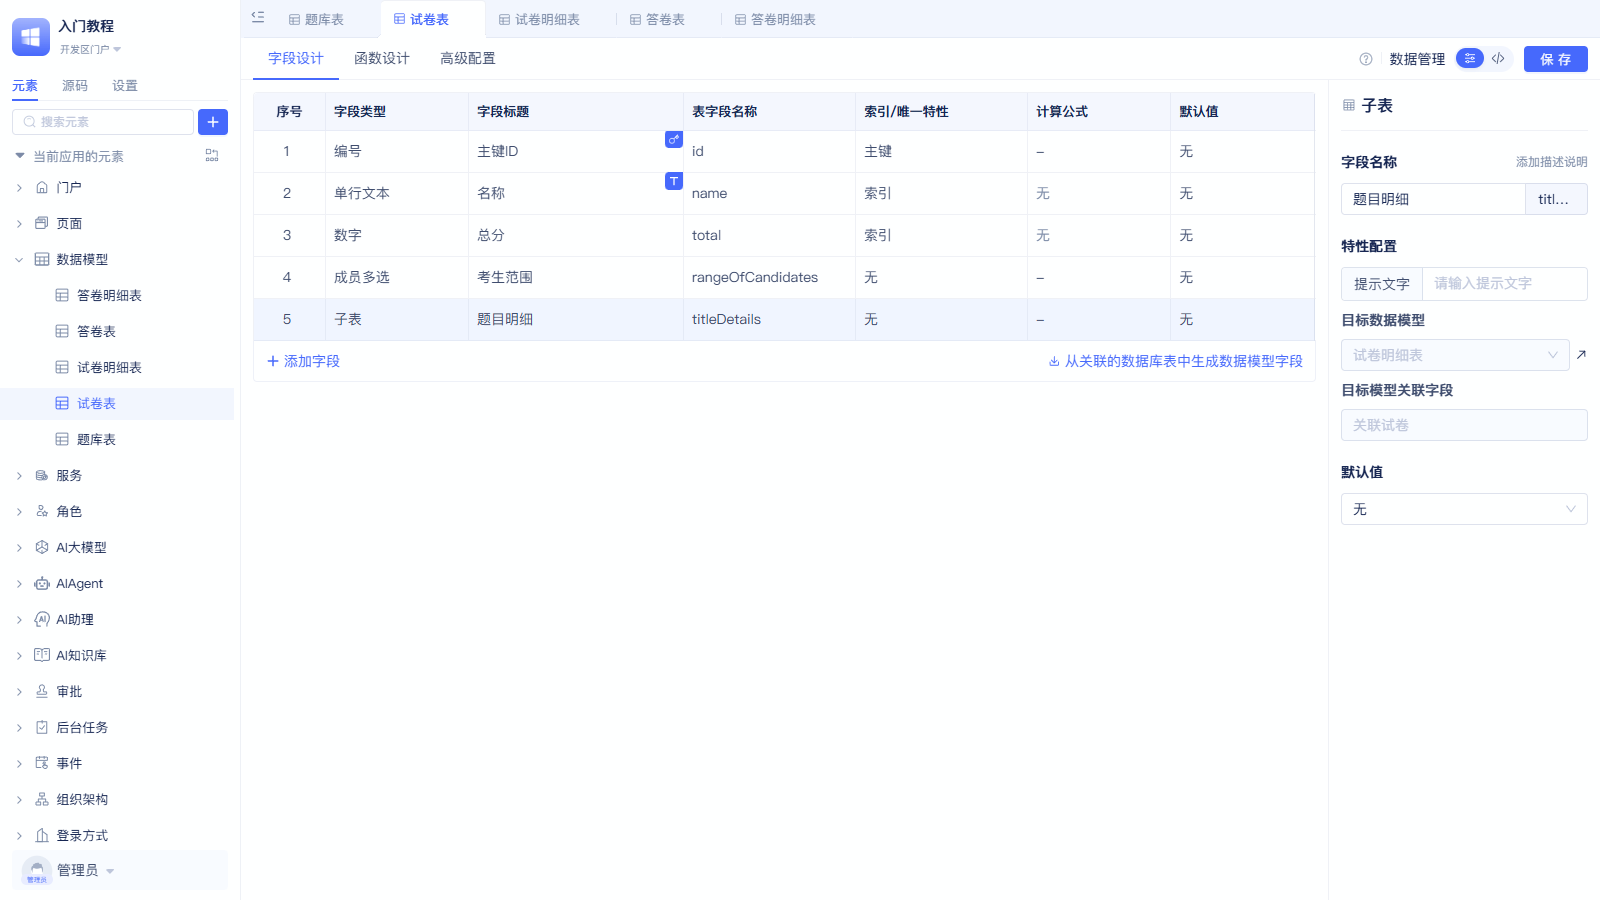 入门教程
开发区门户
元素 源码 设置
搜索元素
当前应用的元素
门户
页面
数据模型
答卷明细表
答卷表
试卷明细表
试卷表
题库表
服务
角色
AI大模型
AIAgent
AI助理
AI知识库
审批
后台任务
事件
组织架构
登录方式
管理员
管理员
题库表 试卷表 试卷明细表 答卷表 答卷明细表
字段设计 函数设计 高级配置
数据管理 保 存
序号 字段类型 字段标题 表字段名称 索引/唯一特性 计算公式 默认值
1 编号 主键ID id 主键 – 无
2 单行文本 名称 T name 索引 无 无
3 数字 总分 total 索引 无 无
4 成员多选 考生范围 rangeOfCandidates 无 – 无
5 子表 题目明细 titleDetails 无 – 无
添加字段 从关联的数据库表中生成数据模型字段
子表
字段名称 添加描述说明
题目明细 titl...
特性配置
提示文字 请输入提示文字
目标数据模型
试卷明细表
目标模型关联字段
关联试卷
默认值
无